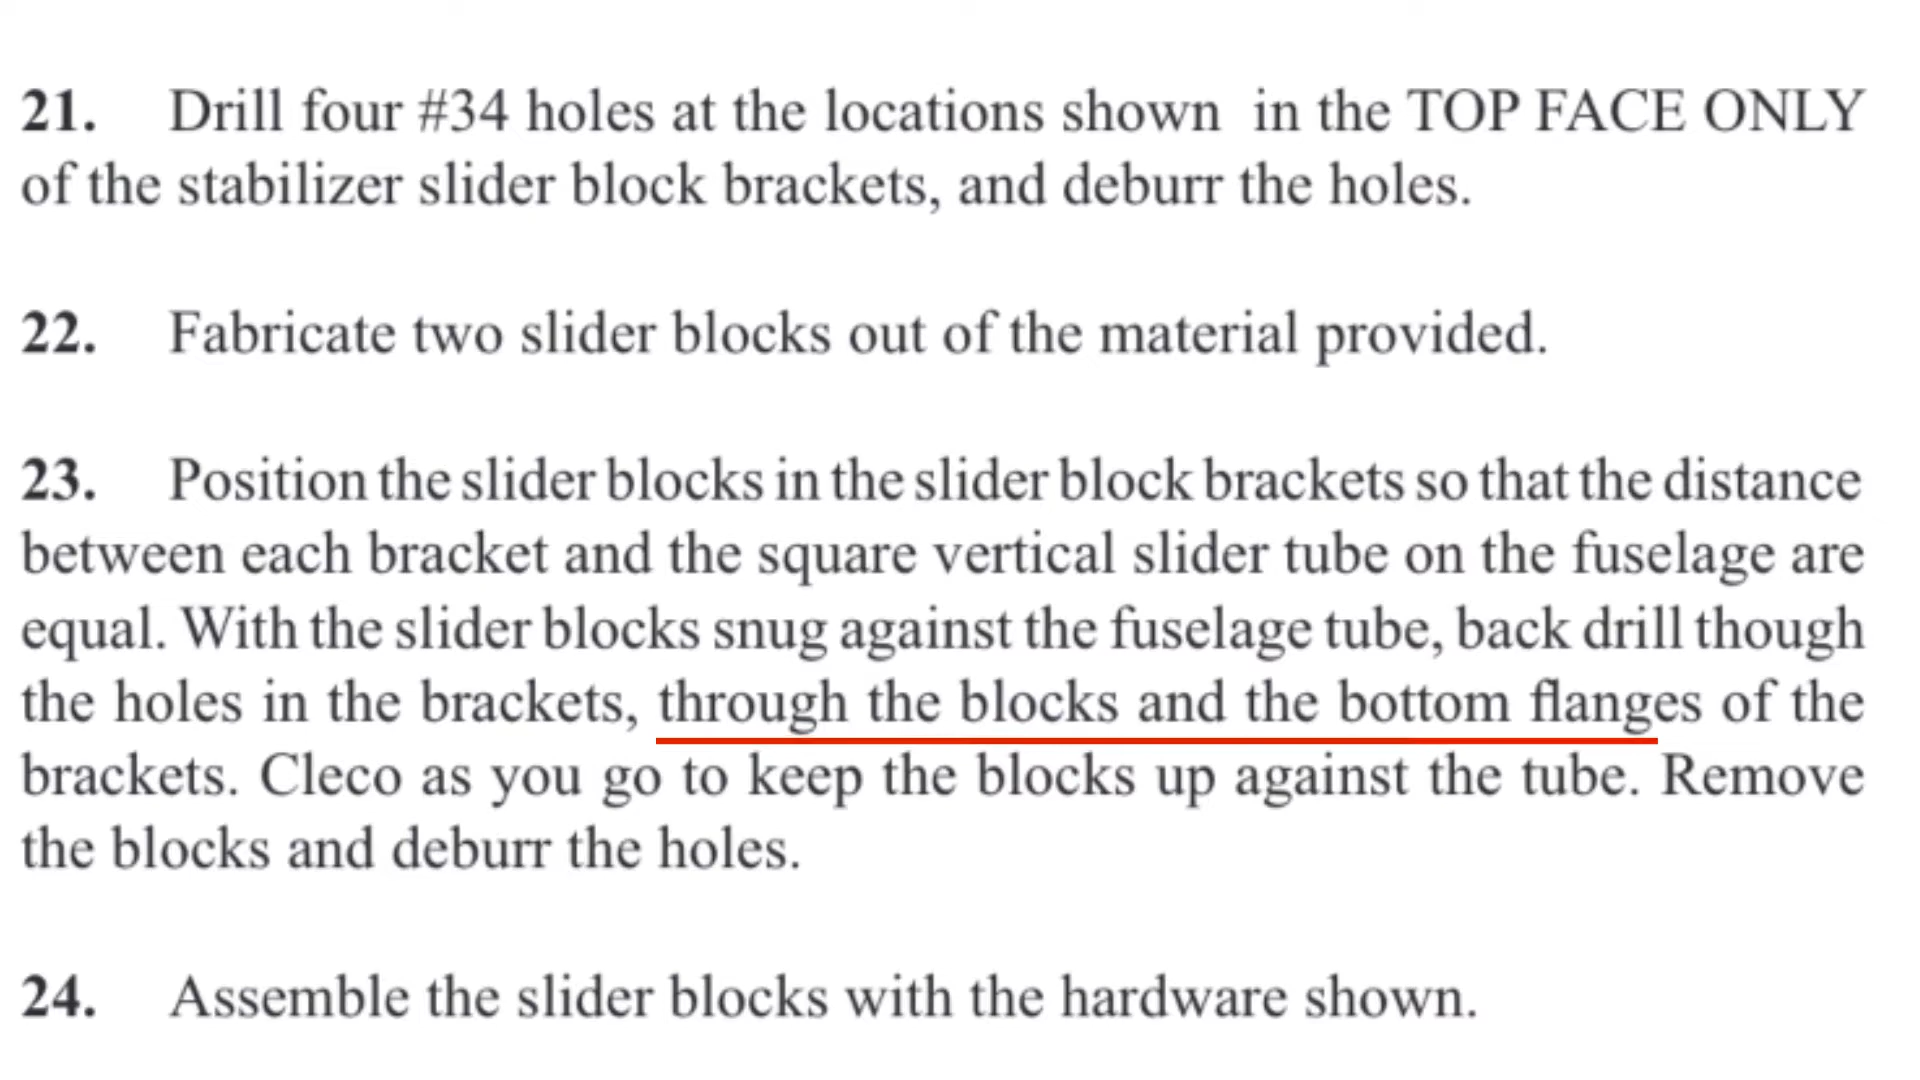 21. Drill four #34 holes at the locations shown in the TOP FACE ONLY
of the stabilizer slider block brackets, and deburr the holes.
22. Fabricate two slider blocks out of the material provided.
23. Position the slider blocks in the slider block brackets so that the distance
between each bracket and the square vertical slider tube on the fuselage are
equal. With the slider blocks snug against the fuselage tube, back drill though
the holes in the brackets, through the blocks and the bottom flanges of the
brackets. Cleco as you go to keep the blocks up against the tube. Remove
the blocks and deburr the holes.
24. Assemble the slider blocks with the hardware shown.